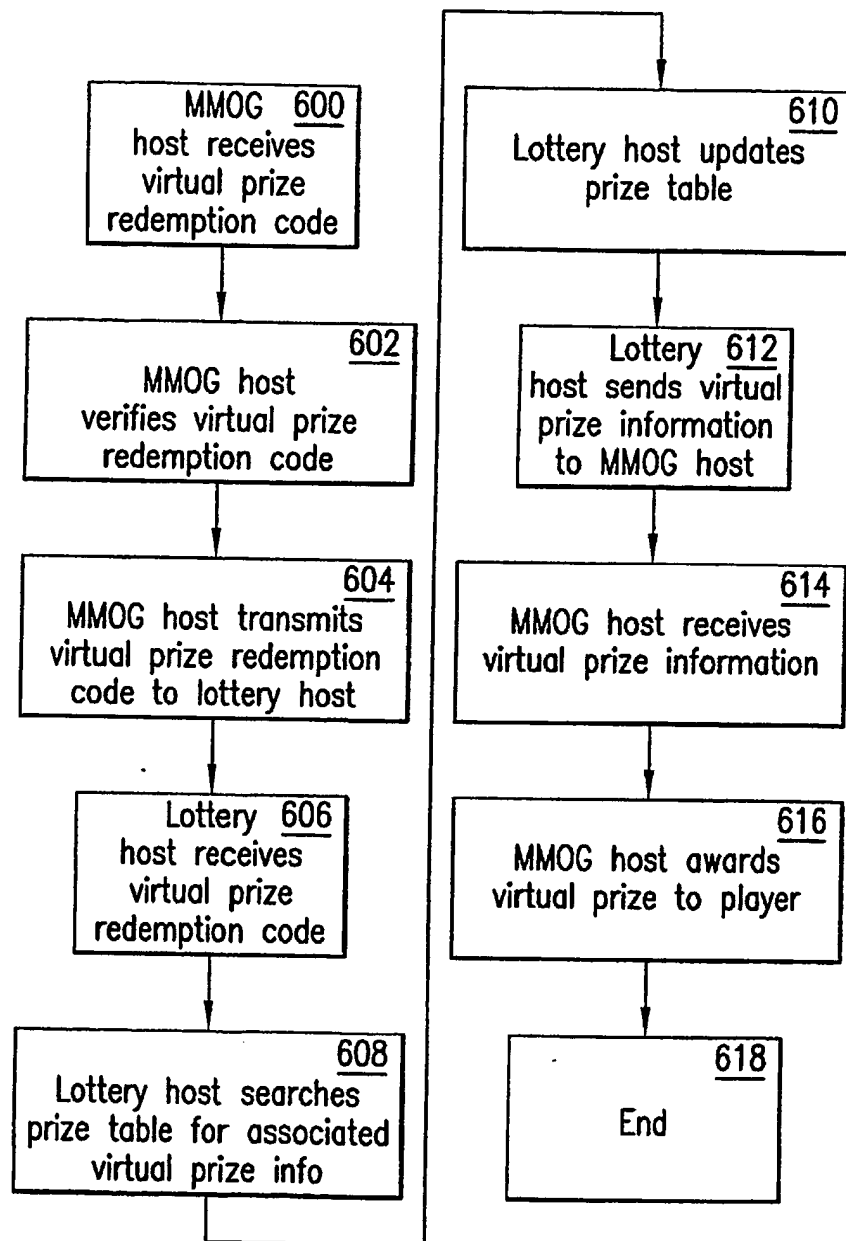 MMOG 600
host receives
virtual prize
redemption code
602
MMOG host
verifies virtual prize
redemption code
604
MMOG host transmits
virtual prize redemption
code to lottery host
Lottery 606
host receives
virtual prize
redemption code
608
Lottery host searches
prize table for associated
virtual prize info
610
Lottery host updates
prize table
Lottery 612
host sends virtual
prize information
to MMOG host
614
MMOG host receives
virtual prize information
616
MMOG host awards
virtual prize to player
618
End